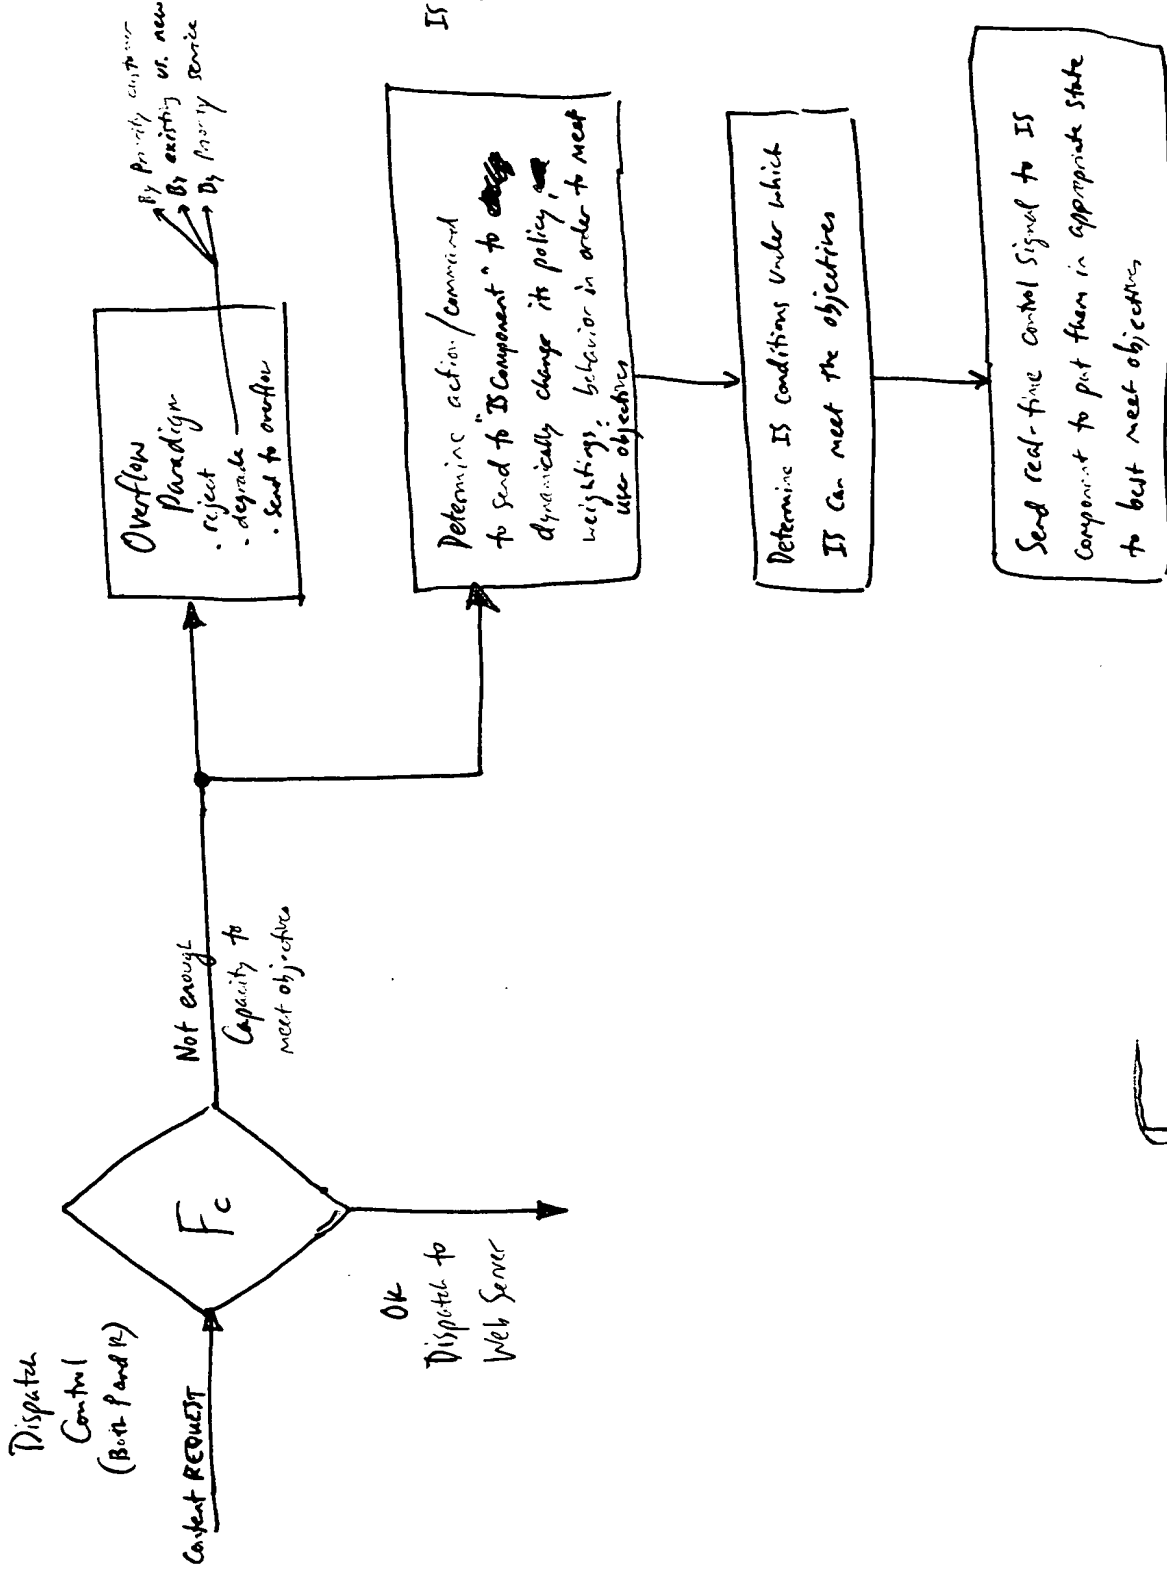 Dispatch
Control
(Both P and R)
Content REQUEST
Fc
OK
Dispatch to
Web Server
Not enough
Capacity to
meet objectives
Overflow
Paradigm
· reject
· degrade
· Send to overflow
By Priority customer
By existing vs. new
By Priority service
IS
Determine action/command
to send to "IS Component" to
dynamically change its policy,
weightings, behavior in order to meet
user objectives
Determine IS conditions under which
IS can meet the objectives
Send real-time control signal to IS
component to put them in appropriate state
to best meet objectives